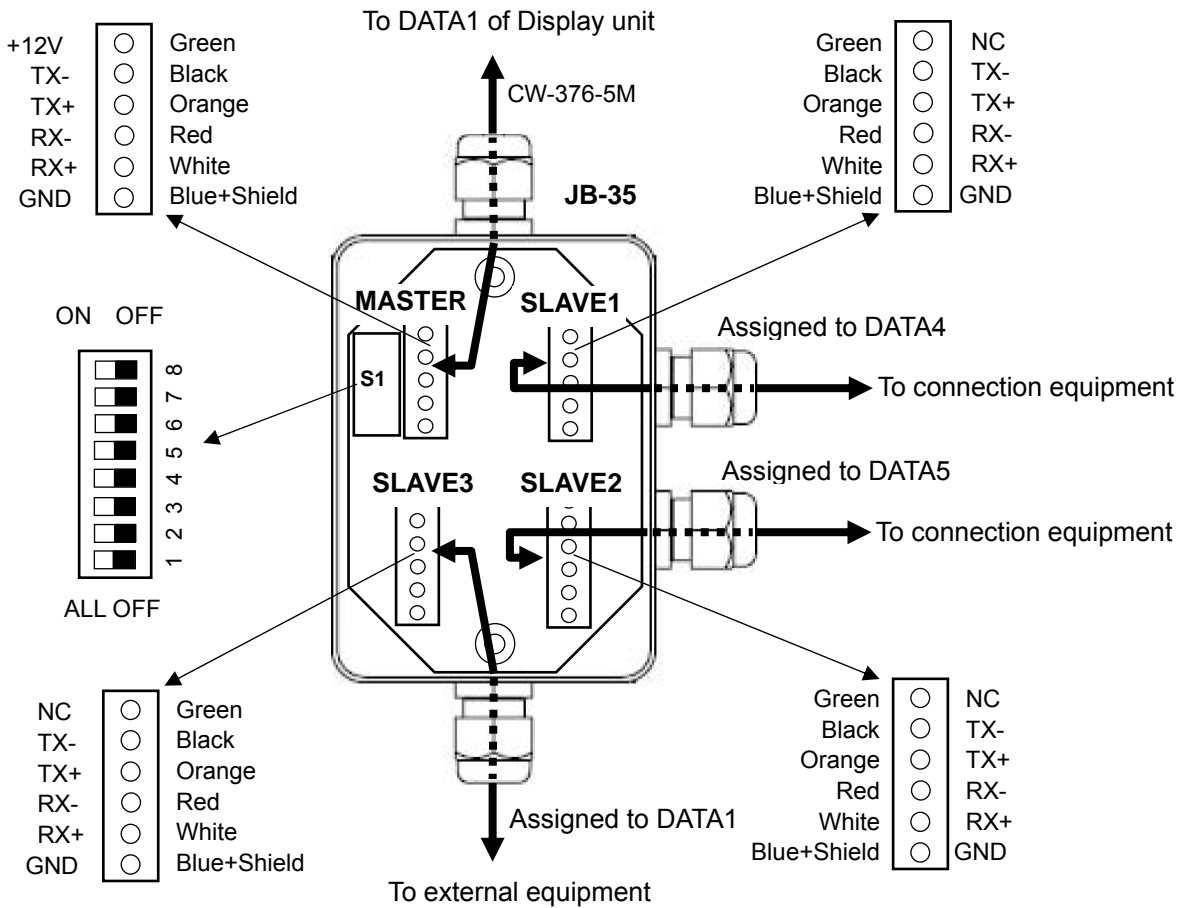 To DATA1 of Display unit
+12V Green
TX- Black
TX+ Orange
RX- Red
RX+ White
GND Blue+Shield
Green NC
Black TX-
Orange TX+
Red RX-
White RX+
Blue+Shield GND
CW-376-5M
JB-35
MASTER
SLAVE1
S1
ON OFF
8
7
6
5
4
3
2
1
ALL OFF
Assigned to DATA4
To connection equipment
SLAVE3
SLAVE2
Assigned to DATA5
To connection equipment
NC Green
TX- Black
TX+ Orange
RX- Red
RX+ White
GND Blue+Shield
Green NC
Black TX-
Orange TX+
Red RX-
White RX+
Blue+Shield GND
Assigned to DATA1
To external equipment